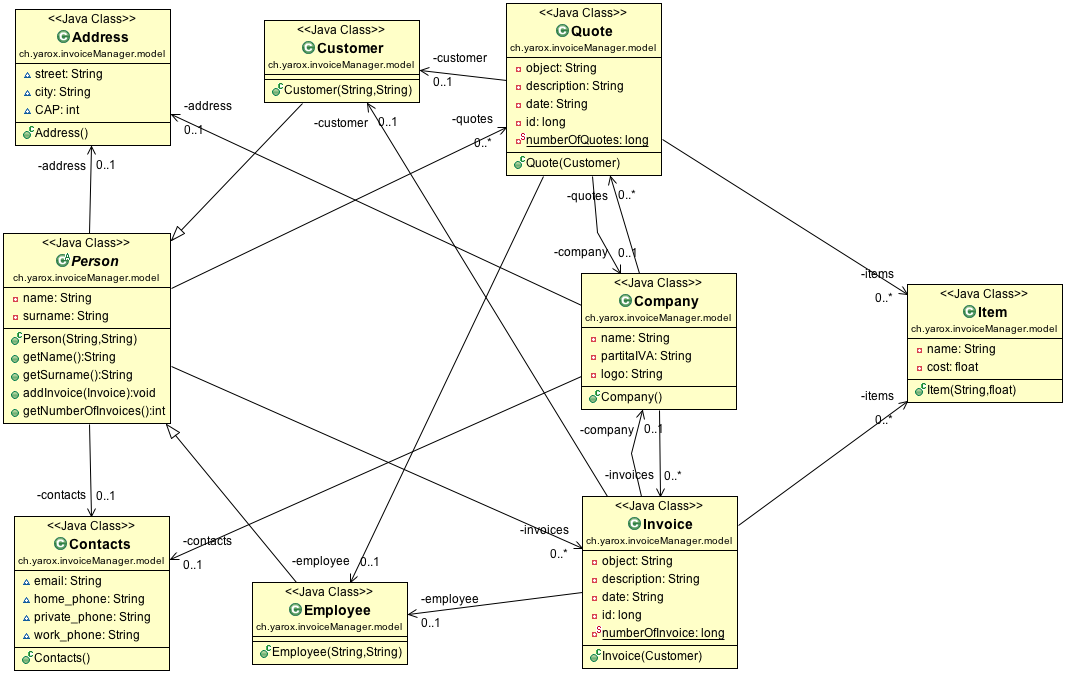 <<Java Class>>
Address
ch.yarox.invoiceManager.model
street: String
city: String
CAP: int
Address()
<<Java Class>>
Customer
ch.yarox.invoiceManager.model
Customer(String,String)
<<Java Class>>
Quote
ch.yarox.invoiceManager.model
object: String
description: String
date: String
id: long
numberOfQuotes: long
Quote(Customer)
-customer
0..1
-address
0..1
-customer
0..1
-quotes
0..*
-address
0..1
-quotes
0..*
-company
0..1
<<Java Class>>
Person
ch.yarox.invoiceManager.model
name: String
surname: String
Person(String,String)
getName():String
getSurname():String
addInvoice(Invoice):void
getNumberOfInvoices():int
<<Java Class>>
Company
ch.yarox.invoiceManager.model
name: String
partitaIVA: String
logo: String
Company()
-items
0..*
<<Java Class>>
Item
ch.yarox.invoiceManager.model
name: String
cost: float
Item(String,float)
-items
0..*
-company
0..1
-invoices
0..*
-contacts
0..1
<<Java Class>>
Contacts
ch.yarox.invoiceManager.model
email: String
home_phone: String
private_phone: String
work_phone: String
Contacts()
-contacts
0..1
-employee
0..1
-invoices
0..*
<<Java Class>>
Employee
ch.yarox.invoiceManager.model
Employee(String,String)
-employee
0..1
<<Java Class>>
Invoice
ch.yarox.invoiceManager.model
object: String
description: String
date: String
id: long
numberOfInvoice: long
Invoice(Customer)